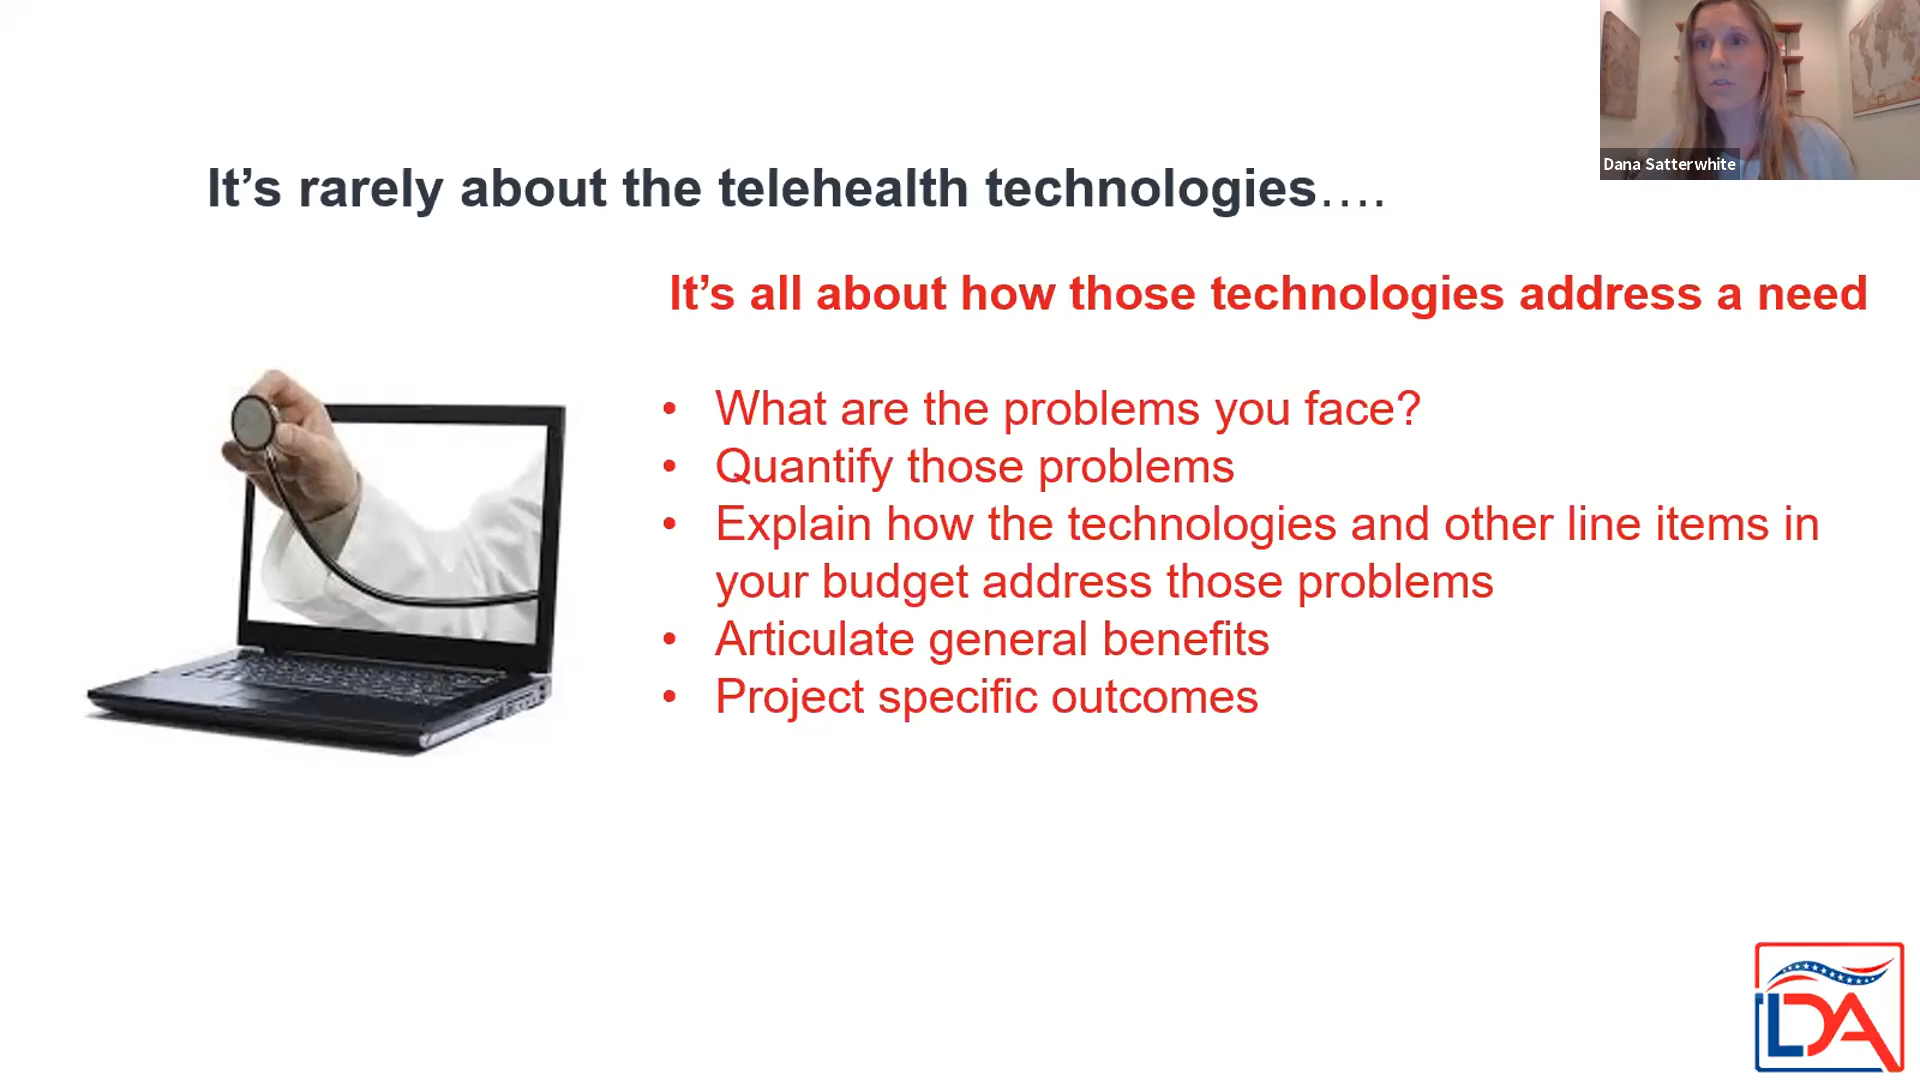 Dana Satterwhite
It’s rarely about the telehealth technologies….
It’s all about how those technologies address a need
• What are the problems you face?
• Quantify those problems
• Explain how the technologies and other line items in
your budget address those problems
• Articulate general benefits
• Project specific outcomes
LDA